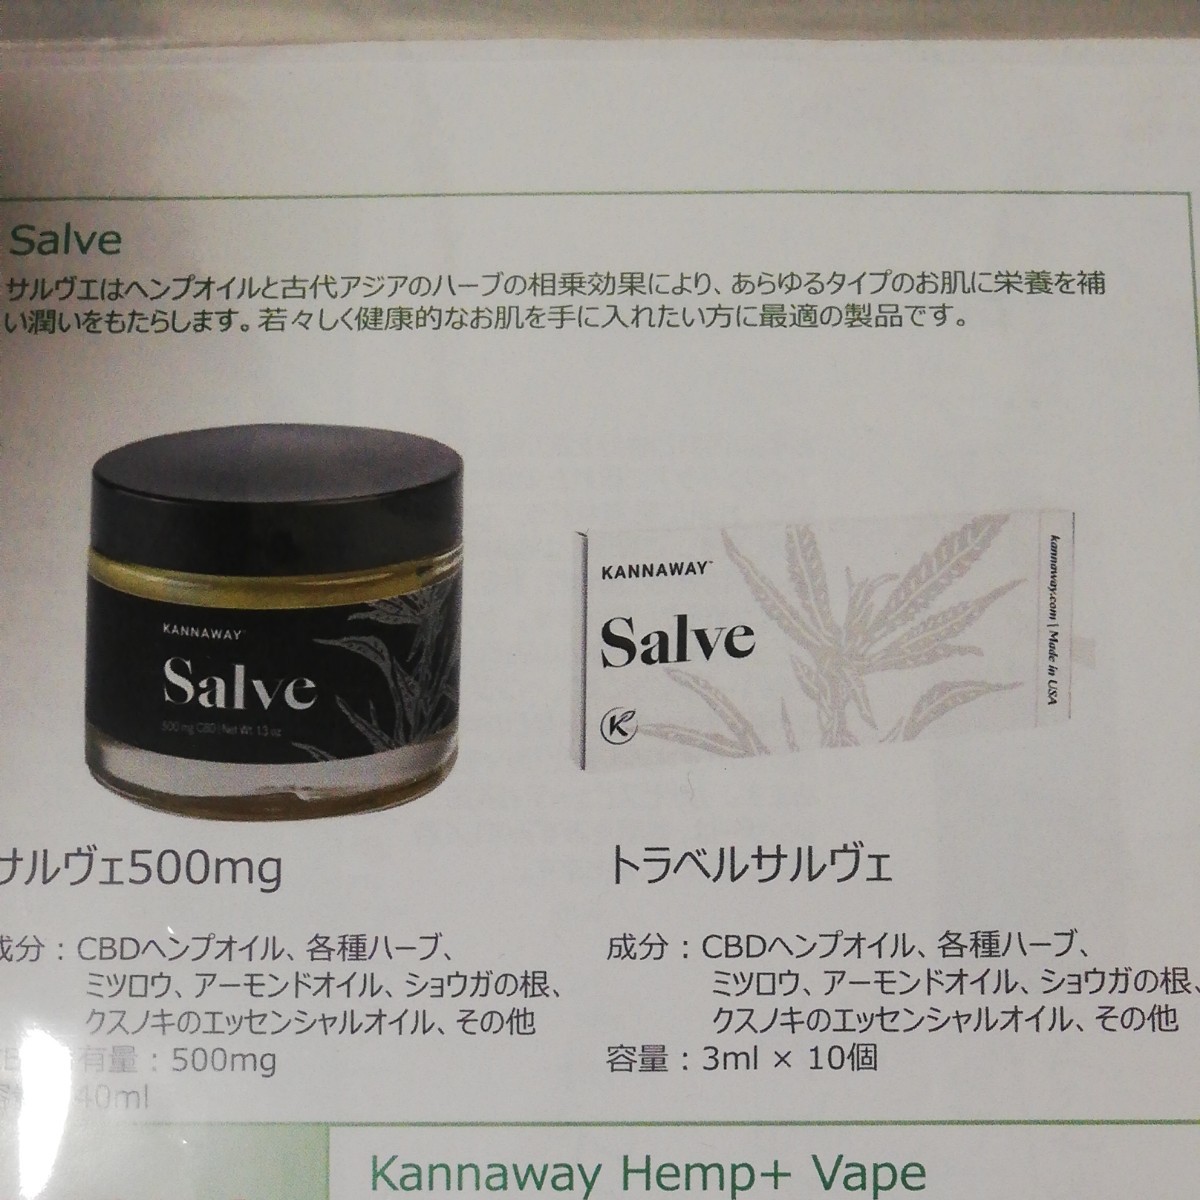 Salve
サルヴェはヘンプオイルと古代アジアのハーブの相乗効果により、あらゆるタイプのお肌に栄養を補
い潤いをもたらします。若々しく健康的なお肌を手に入れたい方に最適の製品です。
KANNAWAY
Salve
500 mg CBD | Net Wt. 1.3 oz
KANNAWAY™
Salve
K
kannaway.com | Made in USA
サルヴェ500mg
成分：CBDヘンプオイル、各種ハーブ、
ミツロウ、アーモンドオイル、ショウガの根、
クスノキのエッセンシャルオイル、その他
有量：500mg
40ml
トラベルサルヴェ
成分：CBDヘンプオイル、各種ハーブ、
ミツロウ、アーモンドオイル、ショウガの根、
クスノキのエッセンシャルオイル、その他
容量：3ml × 10個
Kannaway Hemp+ Vape